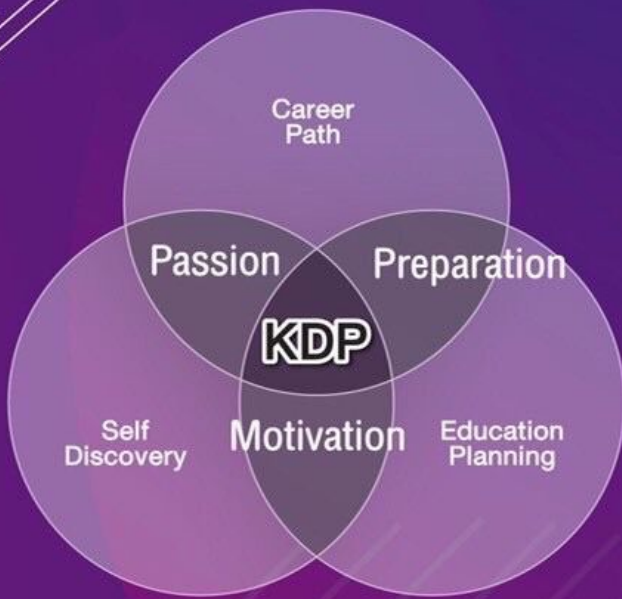 Career
Path
Passion
Preparation
KDP
Self
Discovery
Motivation
Education
Planning